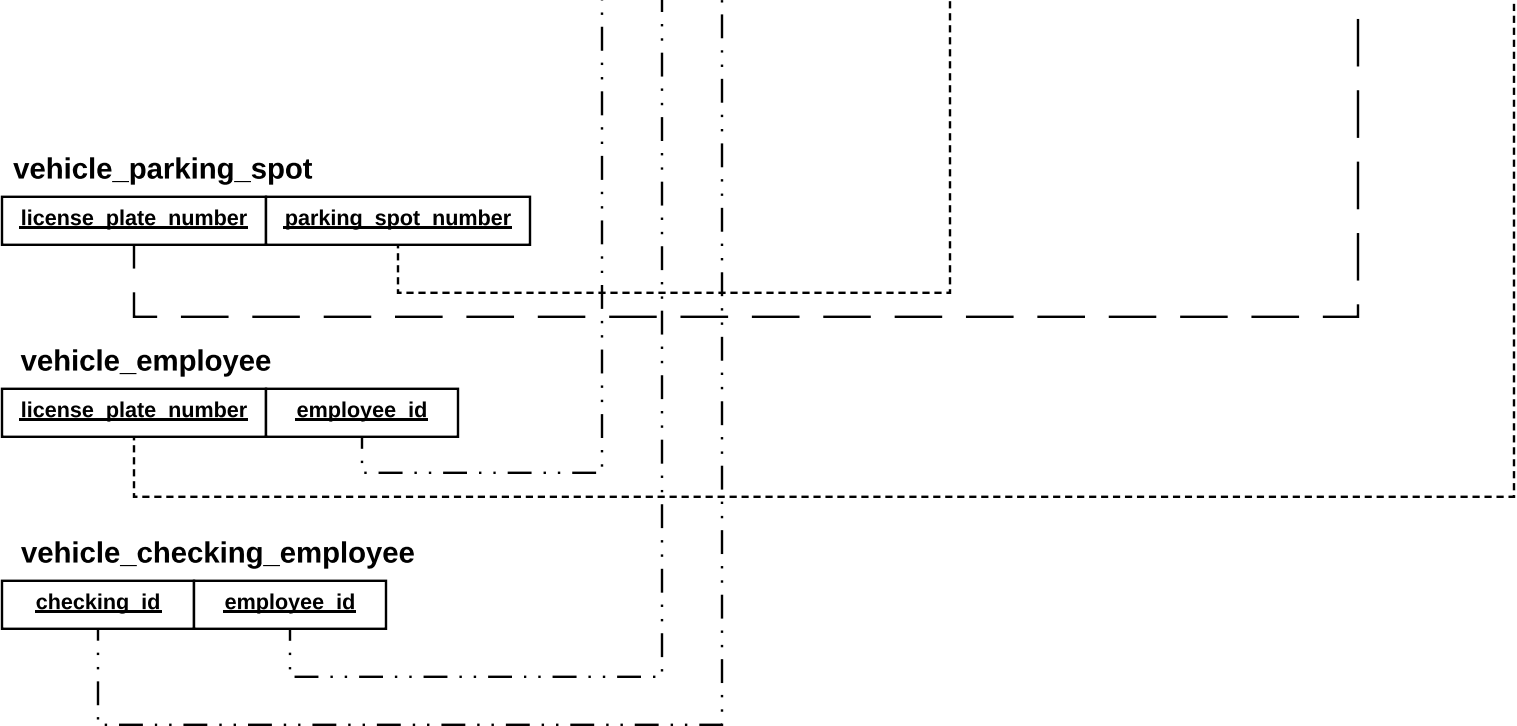 vehicle_parking_spot
license_plate_number parking_spot_number
vehicle_employee
license_plate_number employee_id
vehicle_checking_employee
checking_id employee_id